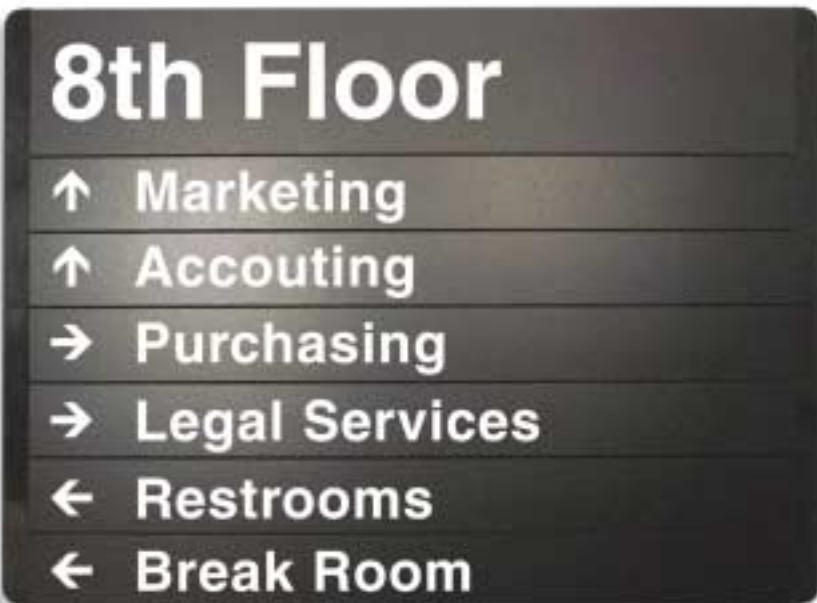 8th Floor
↑ Marketing
↑ Accouting
→ Purchasing
→ Legal Services
← Restrooms
← Break Room